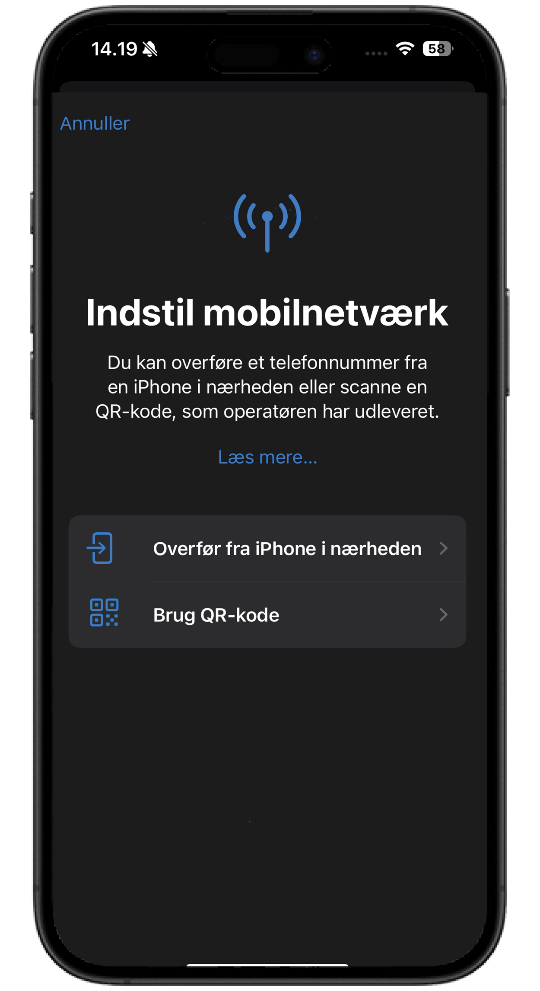 14.19
58
Annuller
Indstil mobilnetværk
Du kan overføre et telefonnummer fra
en iPhone i nærheden eller scanne en
QR-kode, som operatøren har udleveret.
Læs mere...
Overfør fra iPhone i nærheden
Brug QR-kode